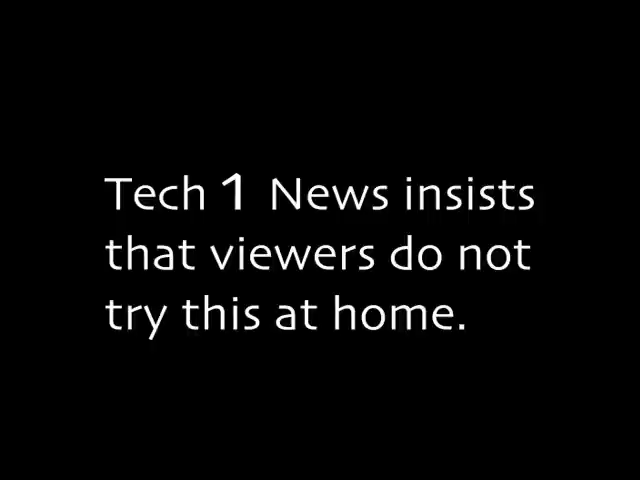 Tech 1 News insists
that viewers do not
try this at home.